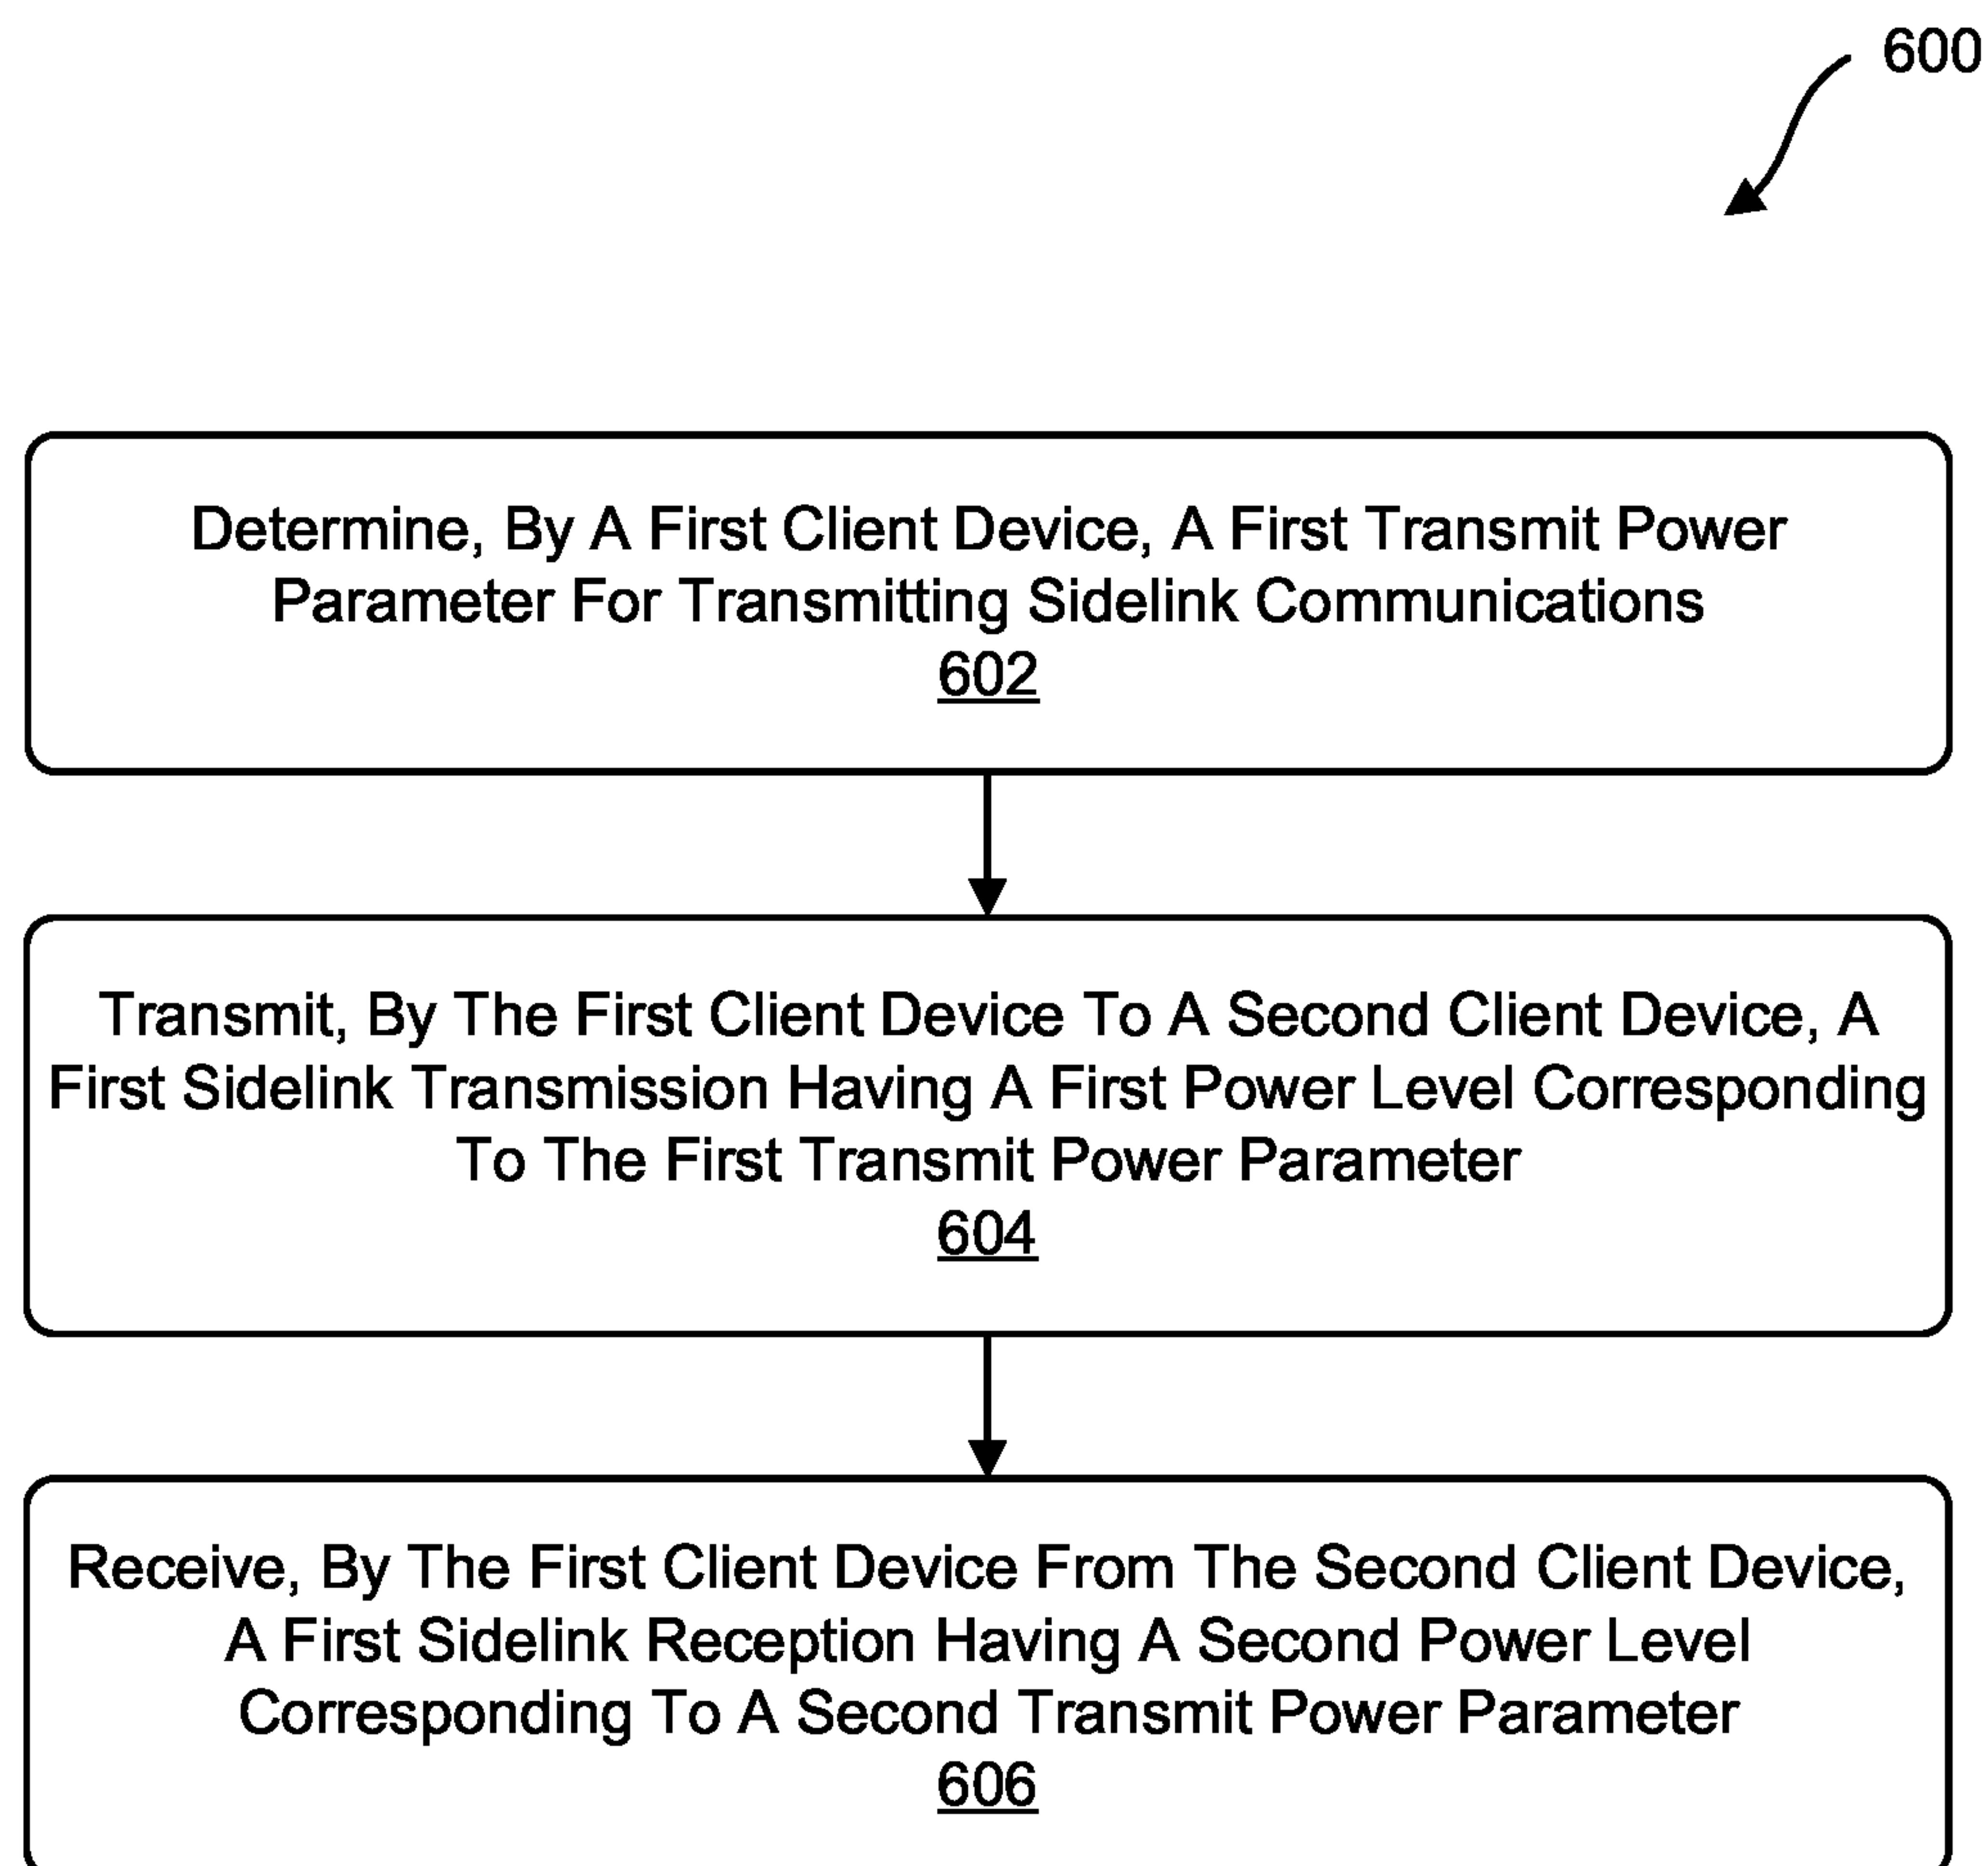 600
Determine, By A First Client Device, A First Transmit Power
Parameter For Transmitting Sidelink Communications
602
Transmit, By The First Client Device To A Second Client Device, A
First Sidelink Transmission Having A First Power Level Corresponding
To The First Transmit Power Parameter
604
Receive, By The First Client Device From The Second Client Device,
A First Sidelink Reception Having A Second Power Level
Corresponding To A Second Transmit Power Parameter
606